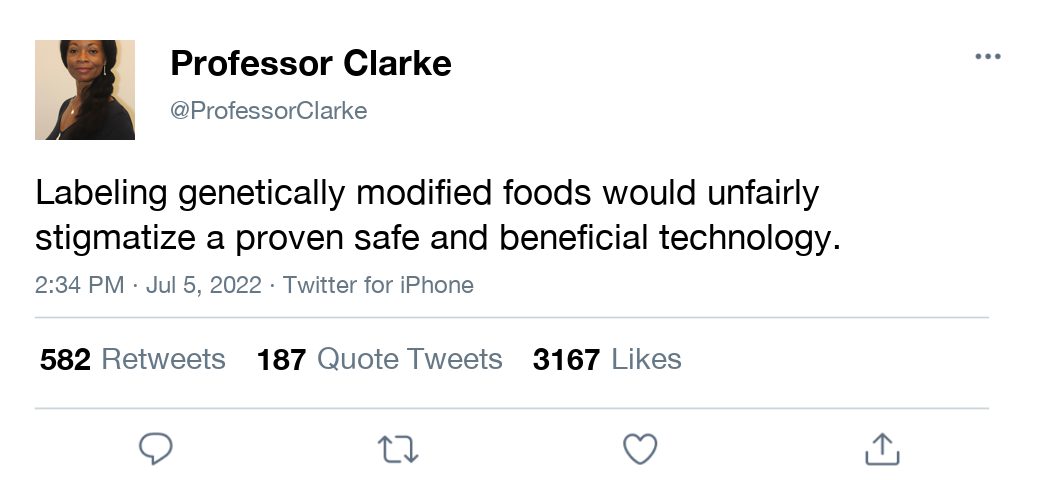 Professor Clarke
@ProfessorClarke
Labeling genetically modified foods would unfairly
stigmatize a proven safe and beneficial technology.
2:34 PM · Jul 5, 2022 · Twitter for iPhone
582 Retweets 187 Quote Tweets 3167 Likes